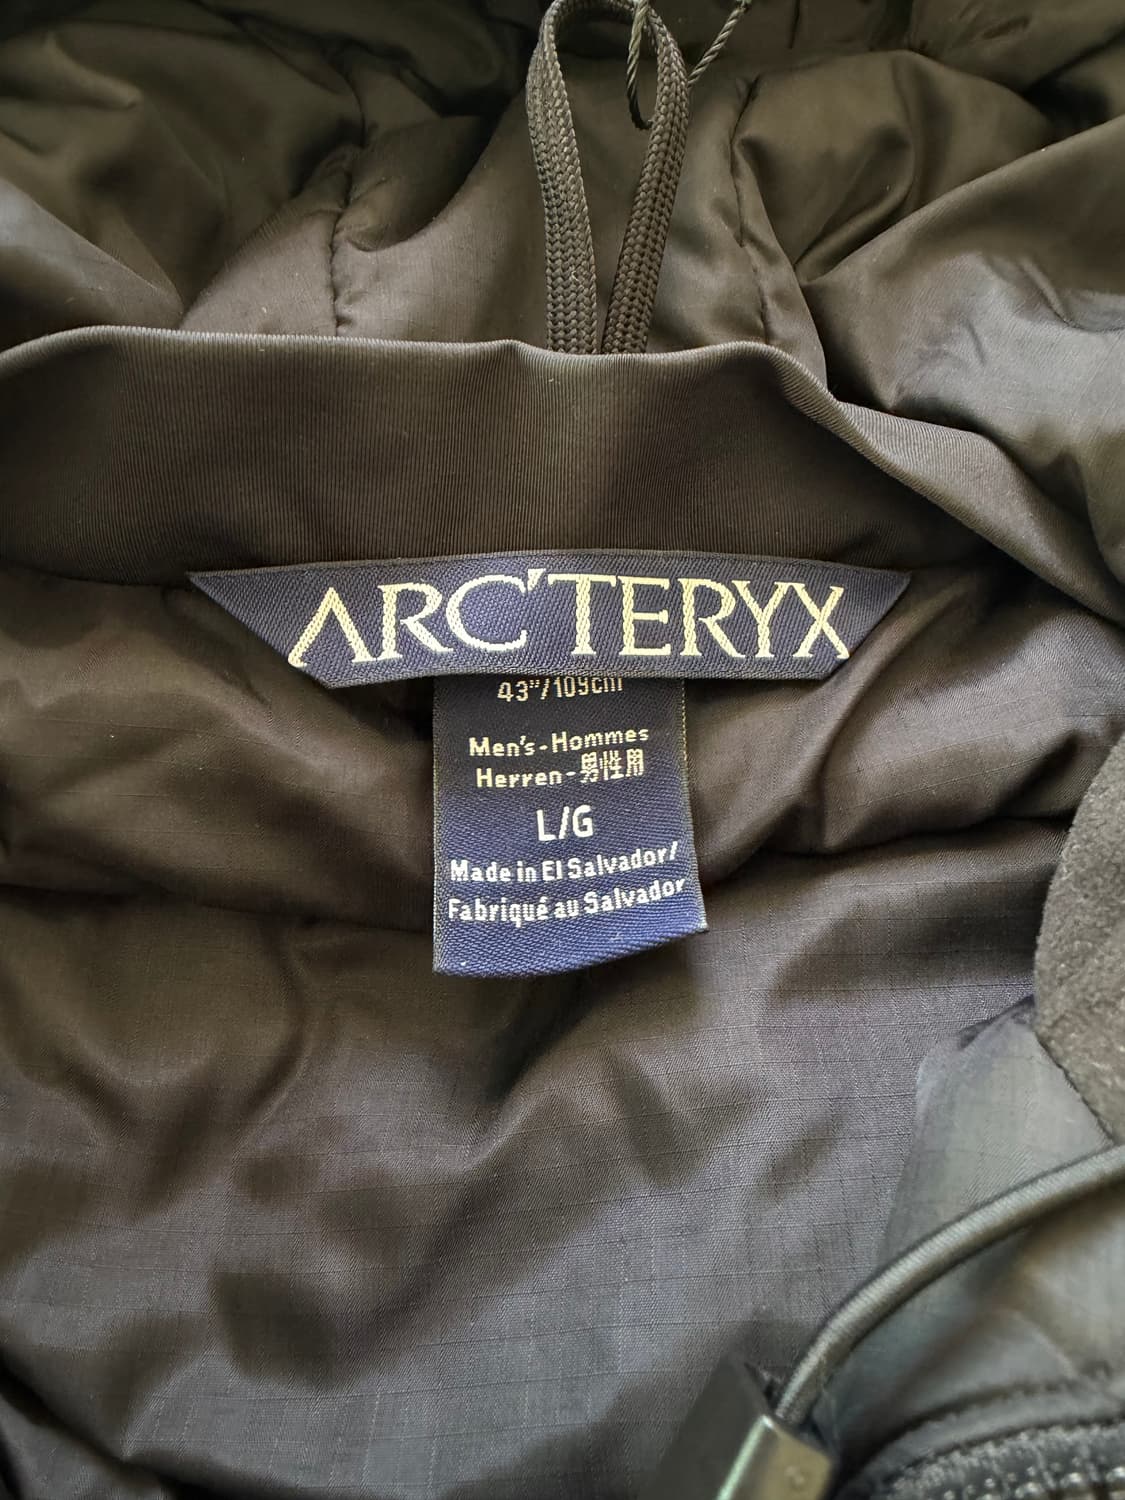 ARC'TERYX
43"/109cm
Men's-Hommes
Herren-男性用
L/G
Made in El Salvador/
Fabriqué au Salvador